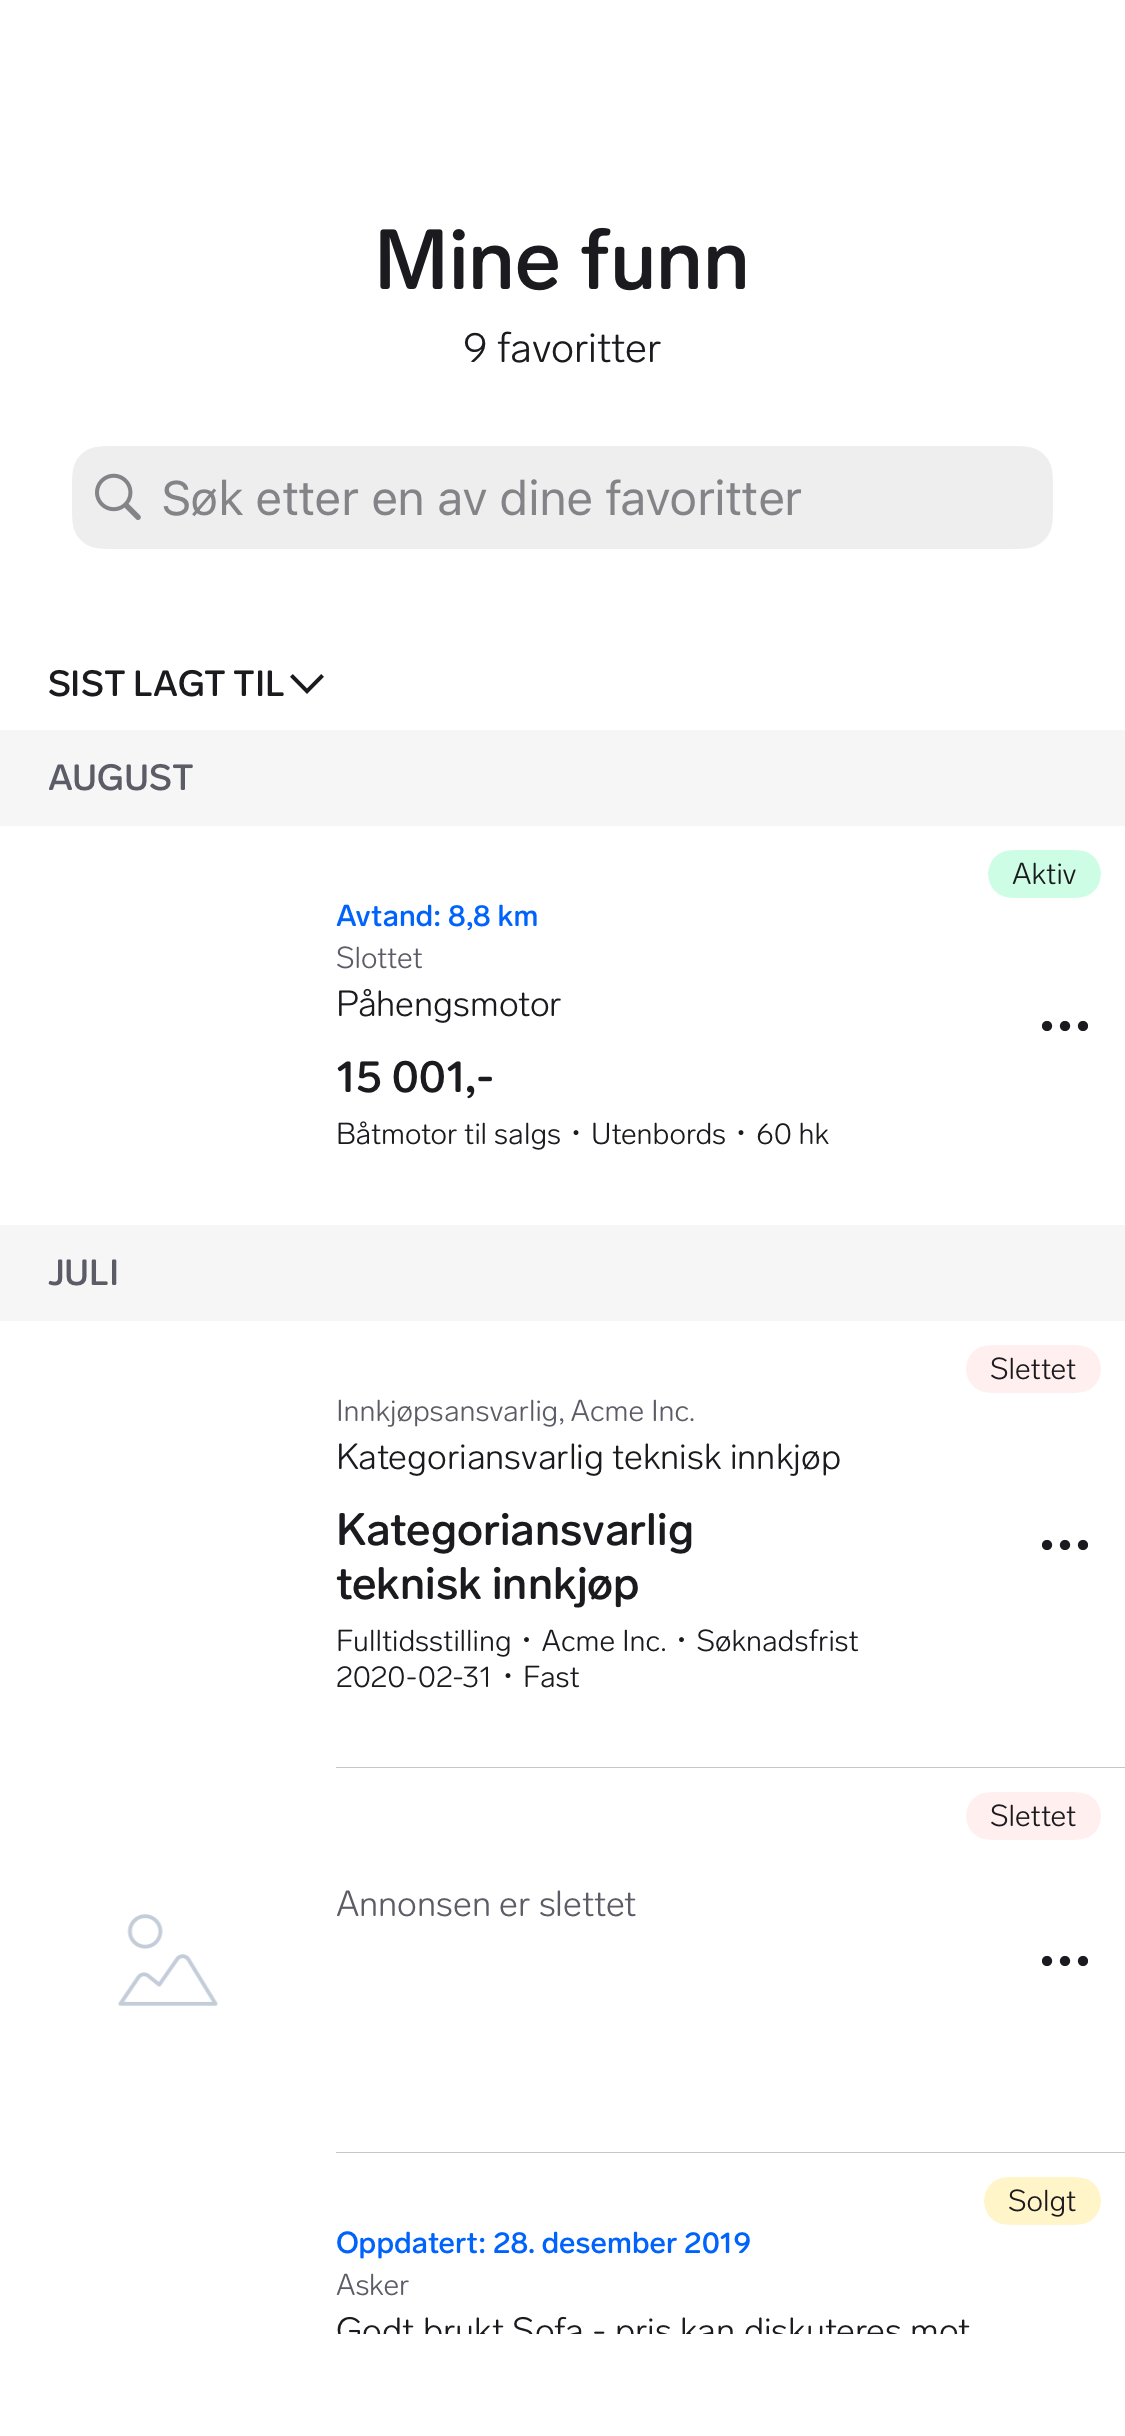 Mine funn
9 favoritter
Søk etter en av dine favoritter
SIST LAGT TIL
AUGUST
Aktiv
Avtand: 8,8 km
Slottet
Påhengsmotor
15 001,-
Båtmotor til salgs • Utenbords • 60 hk
JULI
Slettet
Innkjøpsansvarlig, Acme Inc.
Kategoriansvarlig teknisk innkjøp
Kategoriansvarlig
teknisk innkjøp
Fulltidsstilling • Acme Inc. • Søknadsfrist
2020-02-31 • Fast
Slettet
Annonsen er slettet
Solgt
Oppdatert: 28. desember 2019
Asker
Godt brukt Sofa - pris kan diskuteres mot